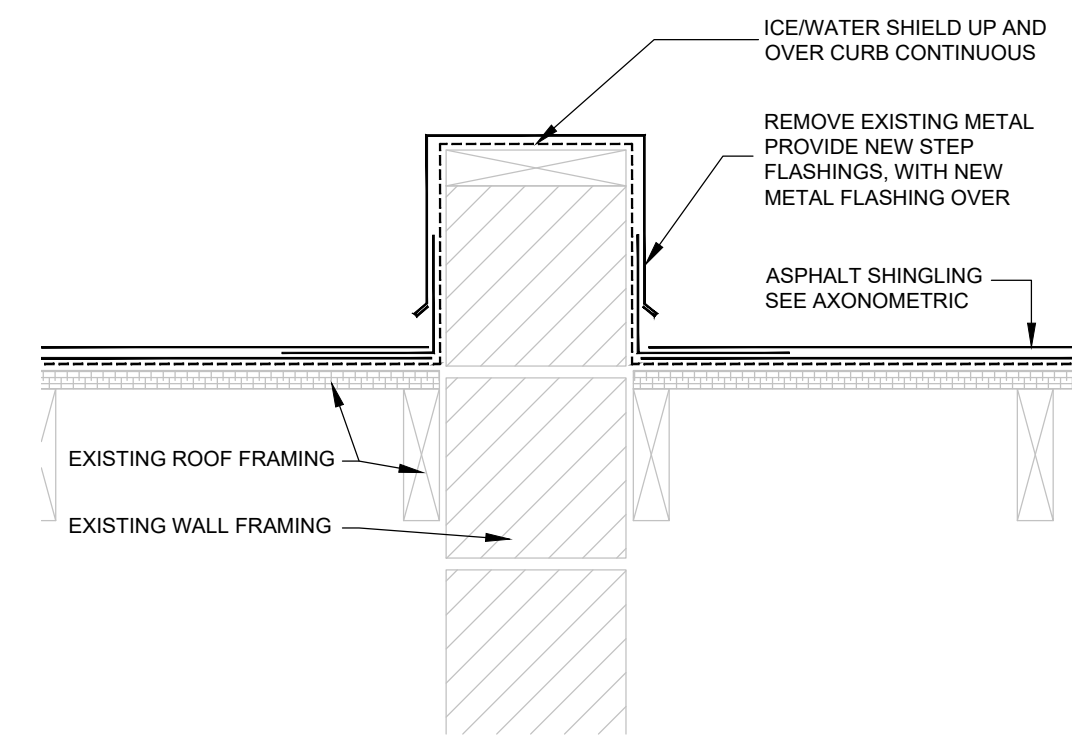 ICE/WATER SHIELD UP AND
OVER CURB CONTINUOUS
REMOVE EXISTING METAL
PROVIDE NEW STEP
FLASHINGS, WITH NEW
METAL FLASHING OVER
ASPHALT SHINGLING
SEE AXONOMETRIC
EXISTING ROOF FRAMING
EXISTING WALL FRAMING